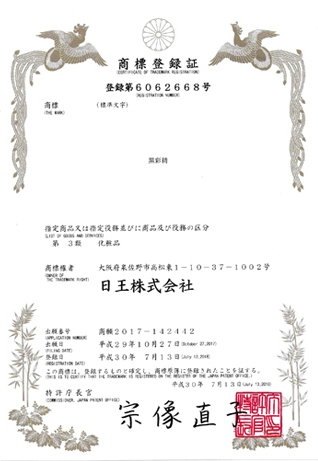 商標登録証
(CERTIFICATE OF TRADEMARK REGISTRATION)
登録第6062668号
(REGISTRATION NUMBER)
商標 (標準文字)
(THE MARK)
指定商品又は指定役務並びに商品及び役務の区分
(LIST OF GOODS AND SERVICES)
第 3類 化粧品
商標権者 大阪府泉佐野市高松東1-10-37-1002号
(OWNER OF THE TRADEMARK RIGHT)
日王株式会社
出願番号 商願2017-142442
(APPLICATION NUMBER)
出願日 平成29年10月27日(October 27,2017)
(FILING DATE)
登録日 平成30年 7月13日(July 13,2018)
(REGISTRATION DATE)
この商標は、登録するものと確定し、商標原簿に登録されたことを証する。
(THIS IS TO CERTIFY THAT THE TRADEMARK IS REGISTERED ON THE REGISTER OF THE JAPAN PATENT OFFICE.)
平成30年 7月13日(July 13,2018)
特許庁長官
(COMMISSIONER, JAPAN PATENT OFFICE)
宗像直子